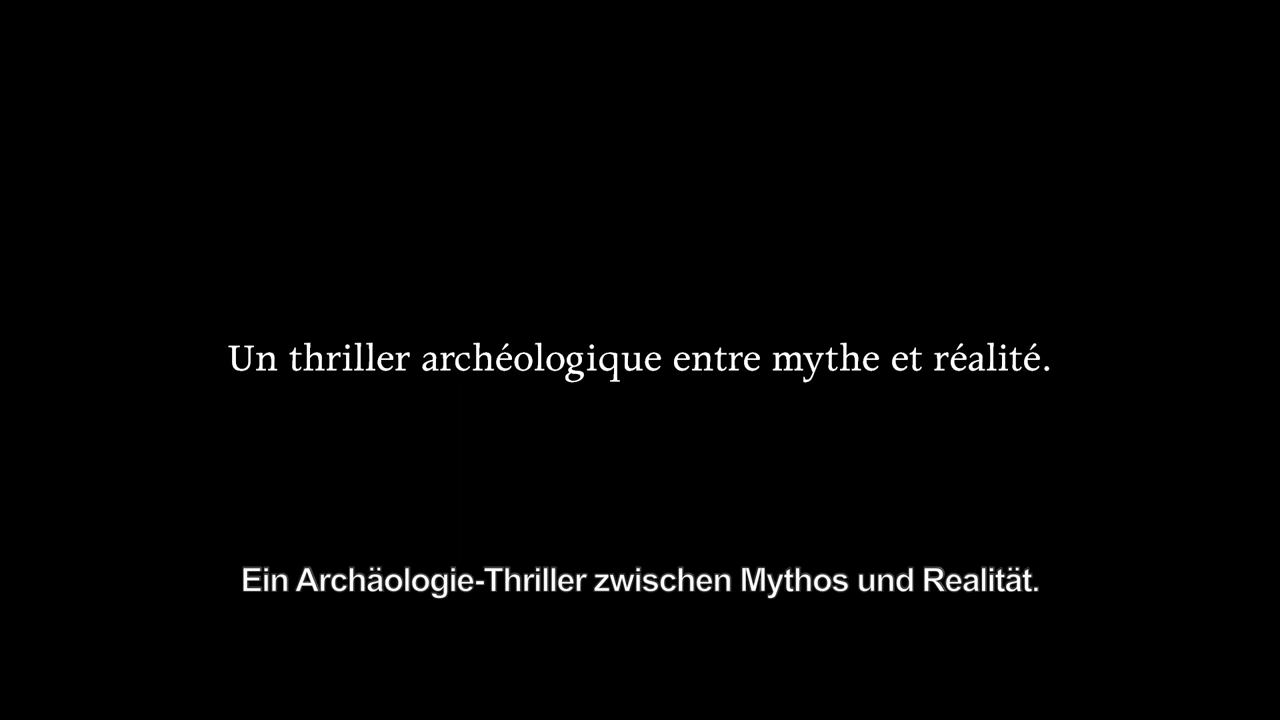 Un thriller archéologique entre mythe et réalité.
Ein Archäologie-Thriller zwischen Mythos und Realität.